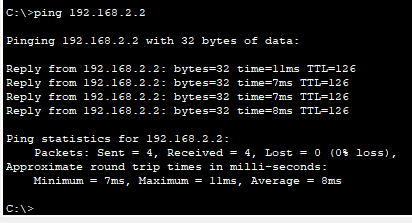 C:\>ping 192.168.2.2
Pinging 192.168.2.2 with 32 bytes of data:
Reply from 192.168.2.2: bytes=32 time=11ms TTL=126
Reply from 192.168.2.2: bytes=32 time=7ms TTL=126
Reply from 192.168.2.2: bytes=32 time=7ms TTL=126
Reply from 192.168.2.2: bytes=32 time=8ms TTL=126
Ping statistics for 192.168.2.2:
    Packets: Sent = 4, Received = 4, Lost = 0 (0% loss),
Approximate round trip times in milli-seconds:
    Minimum = 7ms, Maximum = 11ms, Average = 8ms
C:\>